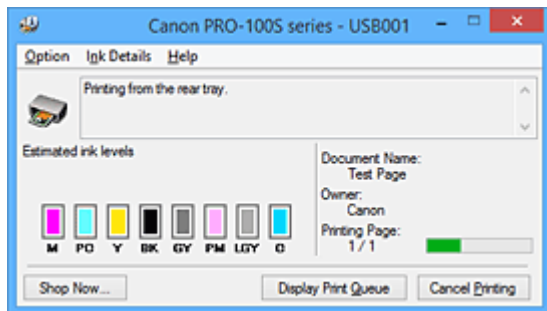 Canon PRO-100S series - USB001
Option Ink Details Help
Printing from the rear tray.
Estimated ink levels
M PC Y BK GY PM LGY C
Document Name:
Test Page
Owner:
Canon
Printing Page:
1 / 1
Shop Now... Display Print Queue Cancel Printing